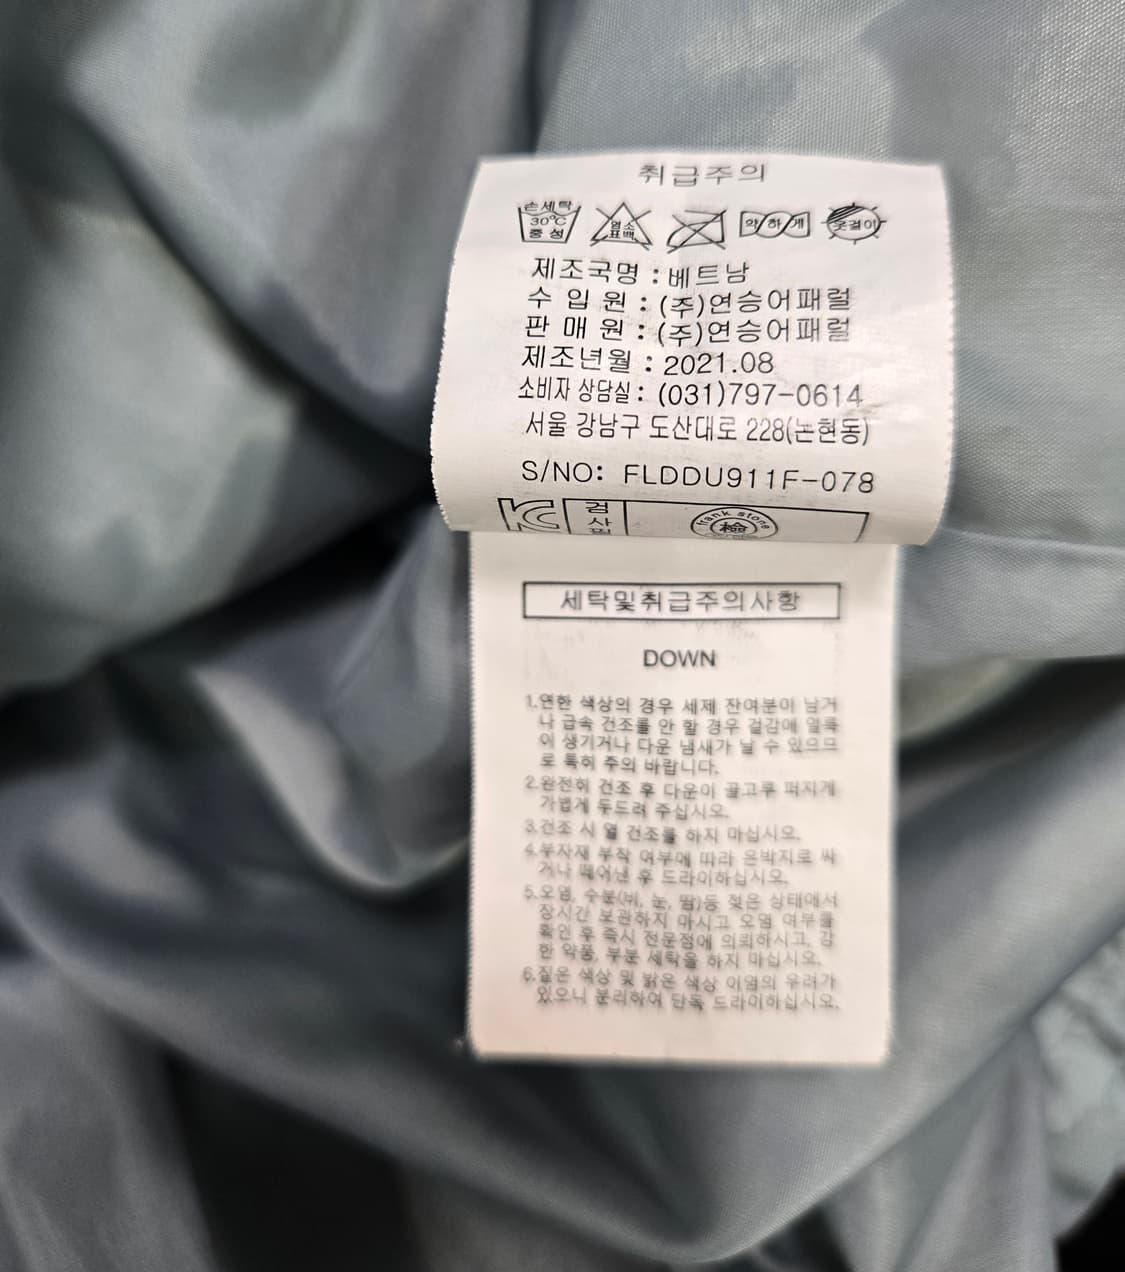 취급주의
손세탁
30℃
중성
염소
표백
약하게
옷걸이
제조국명 : 베트남
수 입 원 : (주)연승어패럴
판 매 원 : (주)연승어패럴
제조년월 : 2021.08
소비자 상담실 : (031)797-0614
서울 강남구 도산대로 228(논현동)
S/NO: FLDDU911F-078
검
사
필
frank stone
檢
세탁및취급주의사항
DOWN
1.연한 색상의 경우 세제 잔여분이 남거
나 급속 건조를 안 할 경우 겉감에 얼룩
이 생기거나 다운 냄새가 날 수 있으므
로 특히 주의 바랍니다.
2.완전히 건조 후 다운이 골고루 퍼지게
가볍게 두드려 주십시오.
3.건조 시 열 건조를 하지 마십시오.
4.부자재 부착 여부에 따라 은박지로 싸
거나 떼어낸 후 드라이하십시오.
5.오염, 수분(비, 눈, 땀)등 젖은 상태에서
장시간 보관하지 마시고 오염 여부를
확인 후 즉시 전문점에 의뢰하시고, 강
한 약품, 부분 세탁을 하지 마십시오.
6.짙은 색상 및 밝은 색상 이염의 우려가
있으니 분리하여 단독 드라이하십시오.